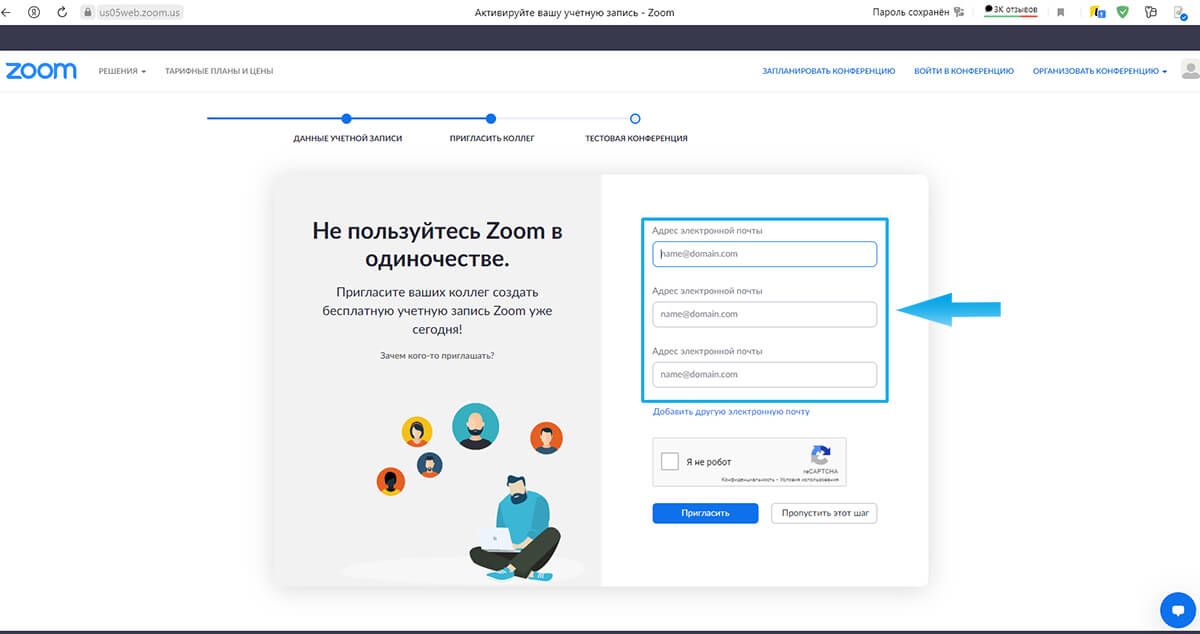 us05web.zoom.us
Активируйте вашу учетную запись - Zoom
Пароль сохранён
3К отзывов
zoom
РЕШЕНИЯ
ТАРИФНЫЕ ПЛАНЫ И ЦЕНЫ
ЗАПЛАНИРОВАТЬ КОНФЕРЕНЦИЮ
ВОЙТИ В КОНФЕРЕНЦИЮ
ОРГАНИЗОВАТЬ КОНФЕРЕНЦИЮ
ДАННЫЕ УЧЕТНОЙ ЗАПИСИ
ПРИГЛАСИТЬ КОЛЛЕГ
ТЕСТОВАЯ КОНФЕРЕНЦИЯ
Не пользуйтесь Zoom в
одиночестве.
Пригласите ваших коллег создать
бесплатную учетную запись Zoom уже
сегодня!
Зачем кого-то приглашать?
Адрес электронной почты
name@domain.com
Адрес электронной почты
name@domain.com
Адрес электронной почты
name@domain.com
Добавить другую электронную почту
Я не робот
reCAPTCHA
Конфиденциальность - Условия использования
Пригласить
Пропустить этот шаг